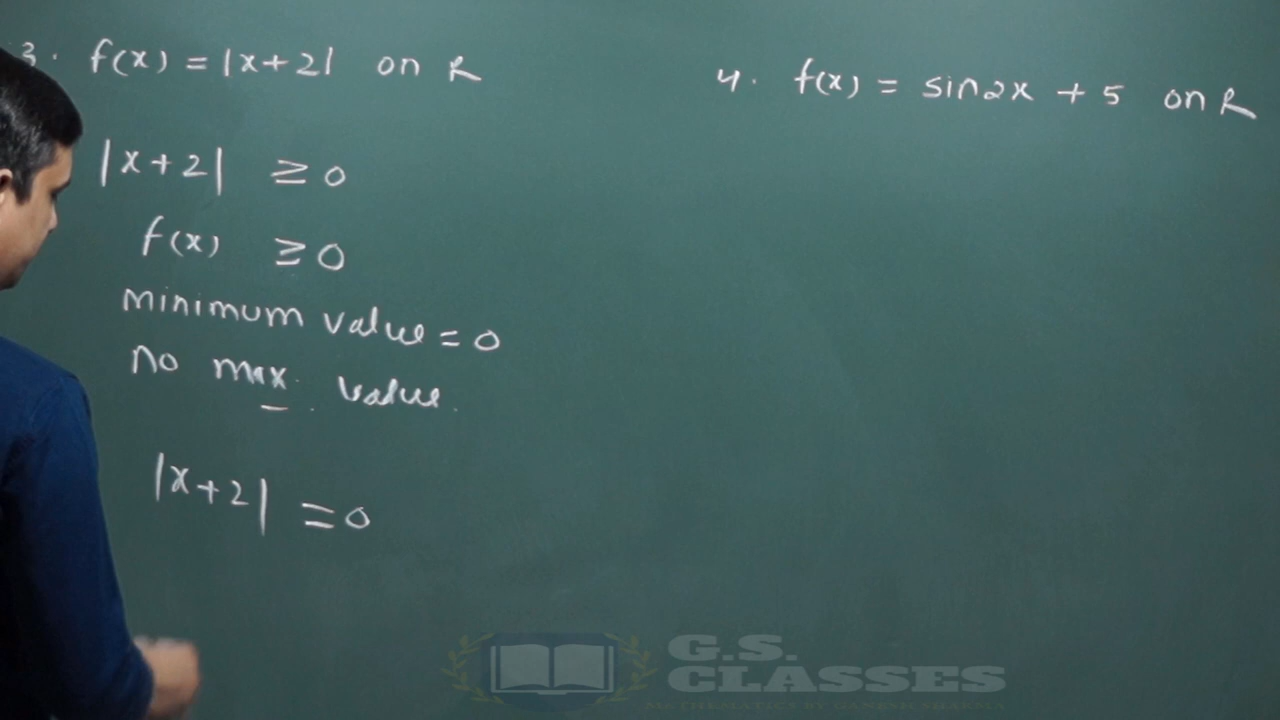 3. f(x) = |x+2| on R
|x+2| ≥ 0
f(x) ≥ 0
minimum value = 0
no max. value.
|x+2| = 0
4. f(x) = sin2x + 5 on R
G.S.
CLASSES